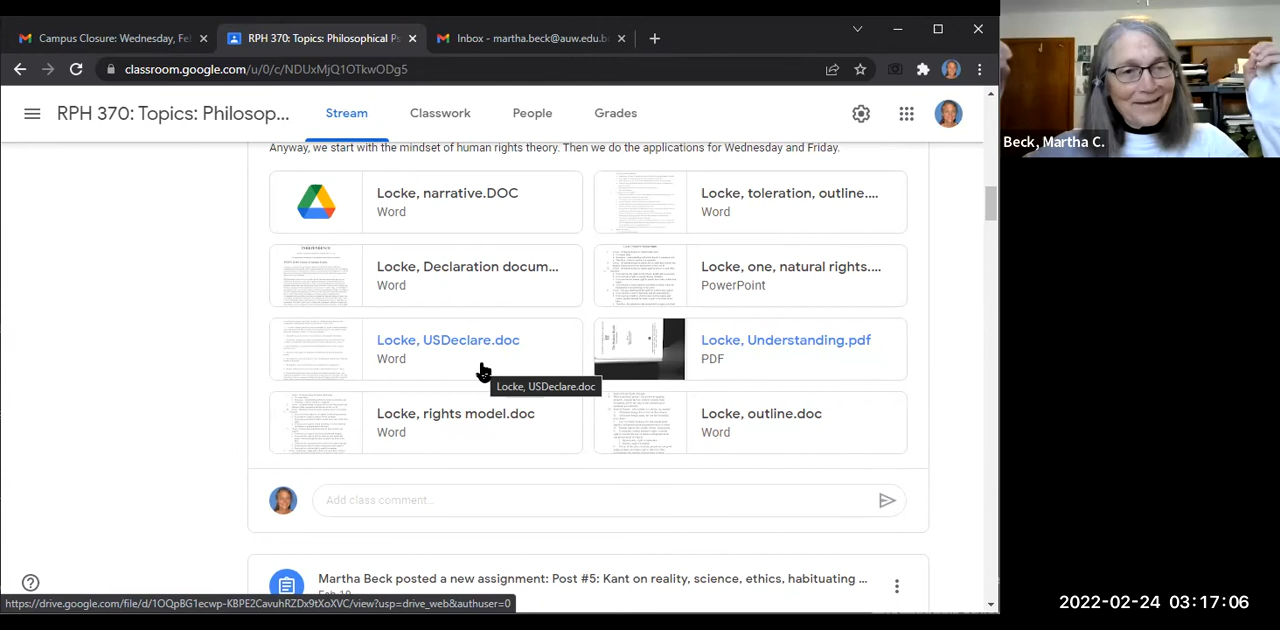 Campus Closure: Wednesday, Fe
RPH 370: Topics: Philosophical Ps
Inbox - martha.beck@auw.edu.b
classroom.google.com/u/0/c/NDUxMjQ1OTkwODg5
RPH 370: Topics: Philosop...
Stream
Classwork
People
Grades
Anyway, we start with the mindset of human rights theory. Then we do the applications for Wednesday and Friday.
Locke, narrative.DOC
Word
Locke, toleration, outline....
Word
Locke, Declaration docum...
Word
Locke, one, natural rights....
PowerPoint
Locke, USDeclare.doc
Word
Locke, Understanding.pdf
PDF
Locke, USDeclare.doc
Locke, rights model.doc
Word
Locke, outline.doc
Word
Add class comment...
Martha Beck posted a new assignment: Post #5: Kant on reality, science, ethics, habituating ...
https://drive.google.com/file/d/1OQpBG1ecwp-KBPE2CavuhRZDx9tXoXVC/view?usp=drive_web&authuser=0
Beck, Martha C.
2022-02-24 03:17:06